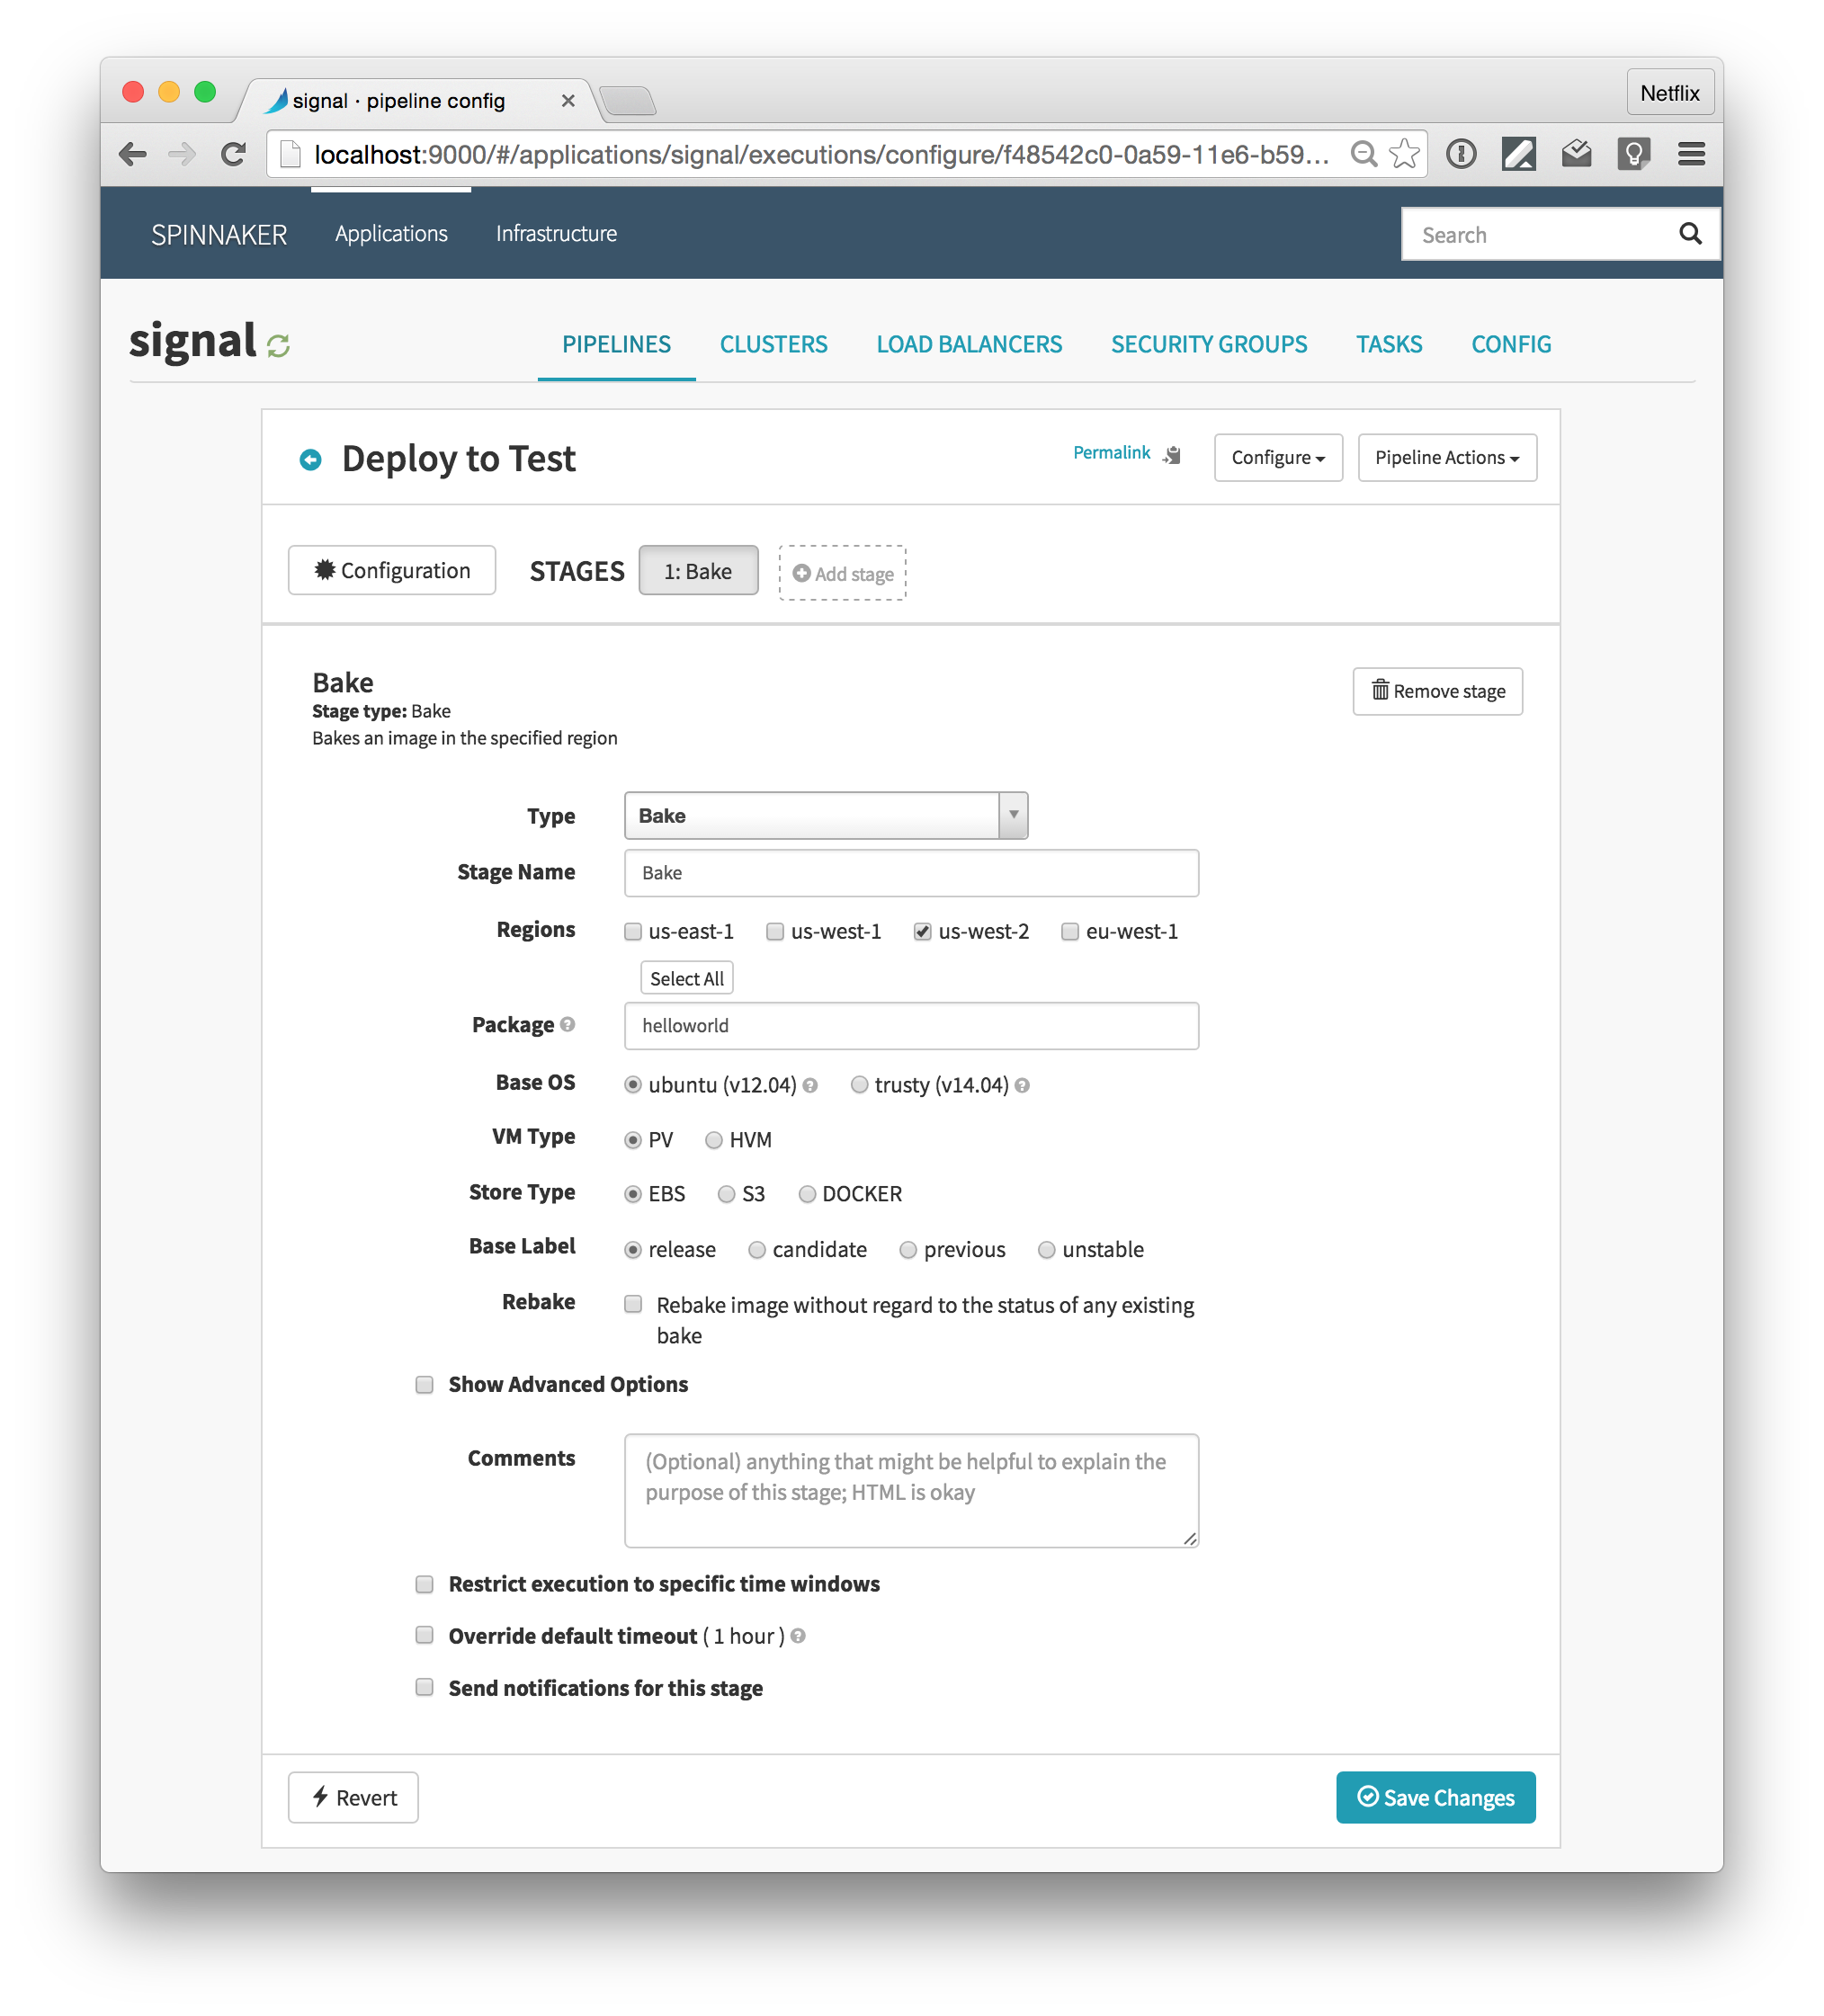 signal · pipeline config
Netflix
localhost:9000/#/applications/signal/executions/configure/f48542c0-0a59-11e6-b59...
SPINNAKER Applications Infrastructure Search
signal PIPELINES CLUSTERS LOAD BALANCERS SECURITY GROUPS TASKS CONFIG
Deploy to Test Permalink Configure Pipeline Actions
Configuration STAGES 1: Bake Add stage
Bake
Remove stage
Stage type: Bake
Bakes an image in the specified region
Type Bake
Stage Name Bake
Regions us-east-1 us-west-1 us-west-2 eu-west-1
Select All
Package helloworld
Base OS ubuntu (v12.04) trusty (v14.04)
VM Type PV HVM
Store Type EBS S3 DOCKER
Base Label release candidate previous unstable
Rebake Rebake image without regard to the status of any existing
bake
Show Advanced Options
Comments (Optional) anything that might be helpful to explain the
purpose of this stage; HTML is okay
Restrict execution to specific time windows
Override default timeout ( 1 hour )
Send notifications for this stage
Revert Save Changes